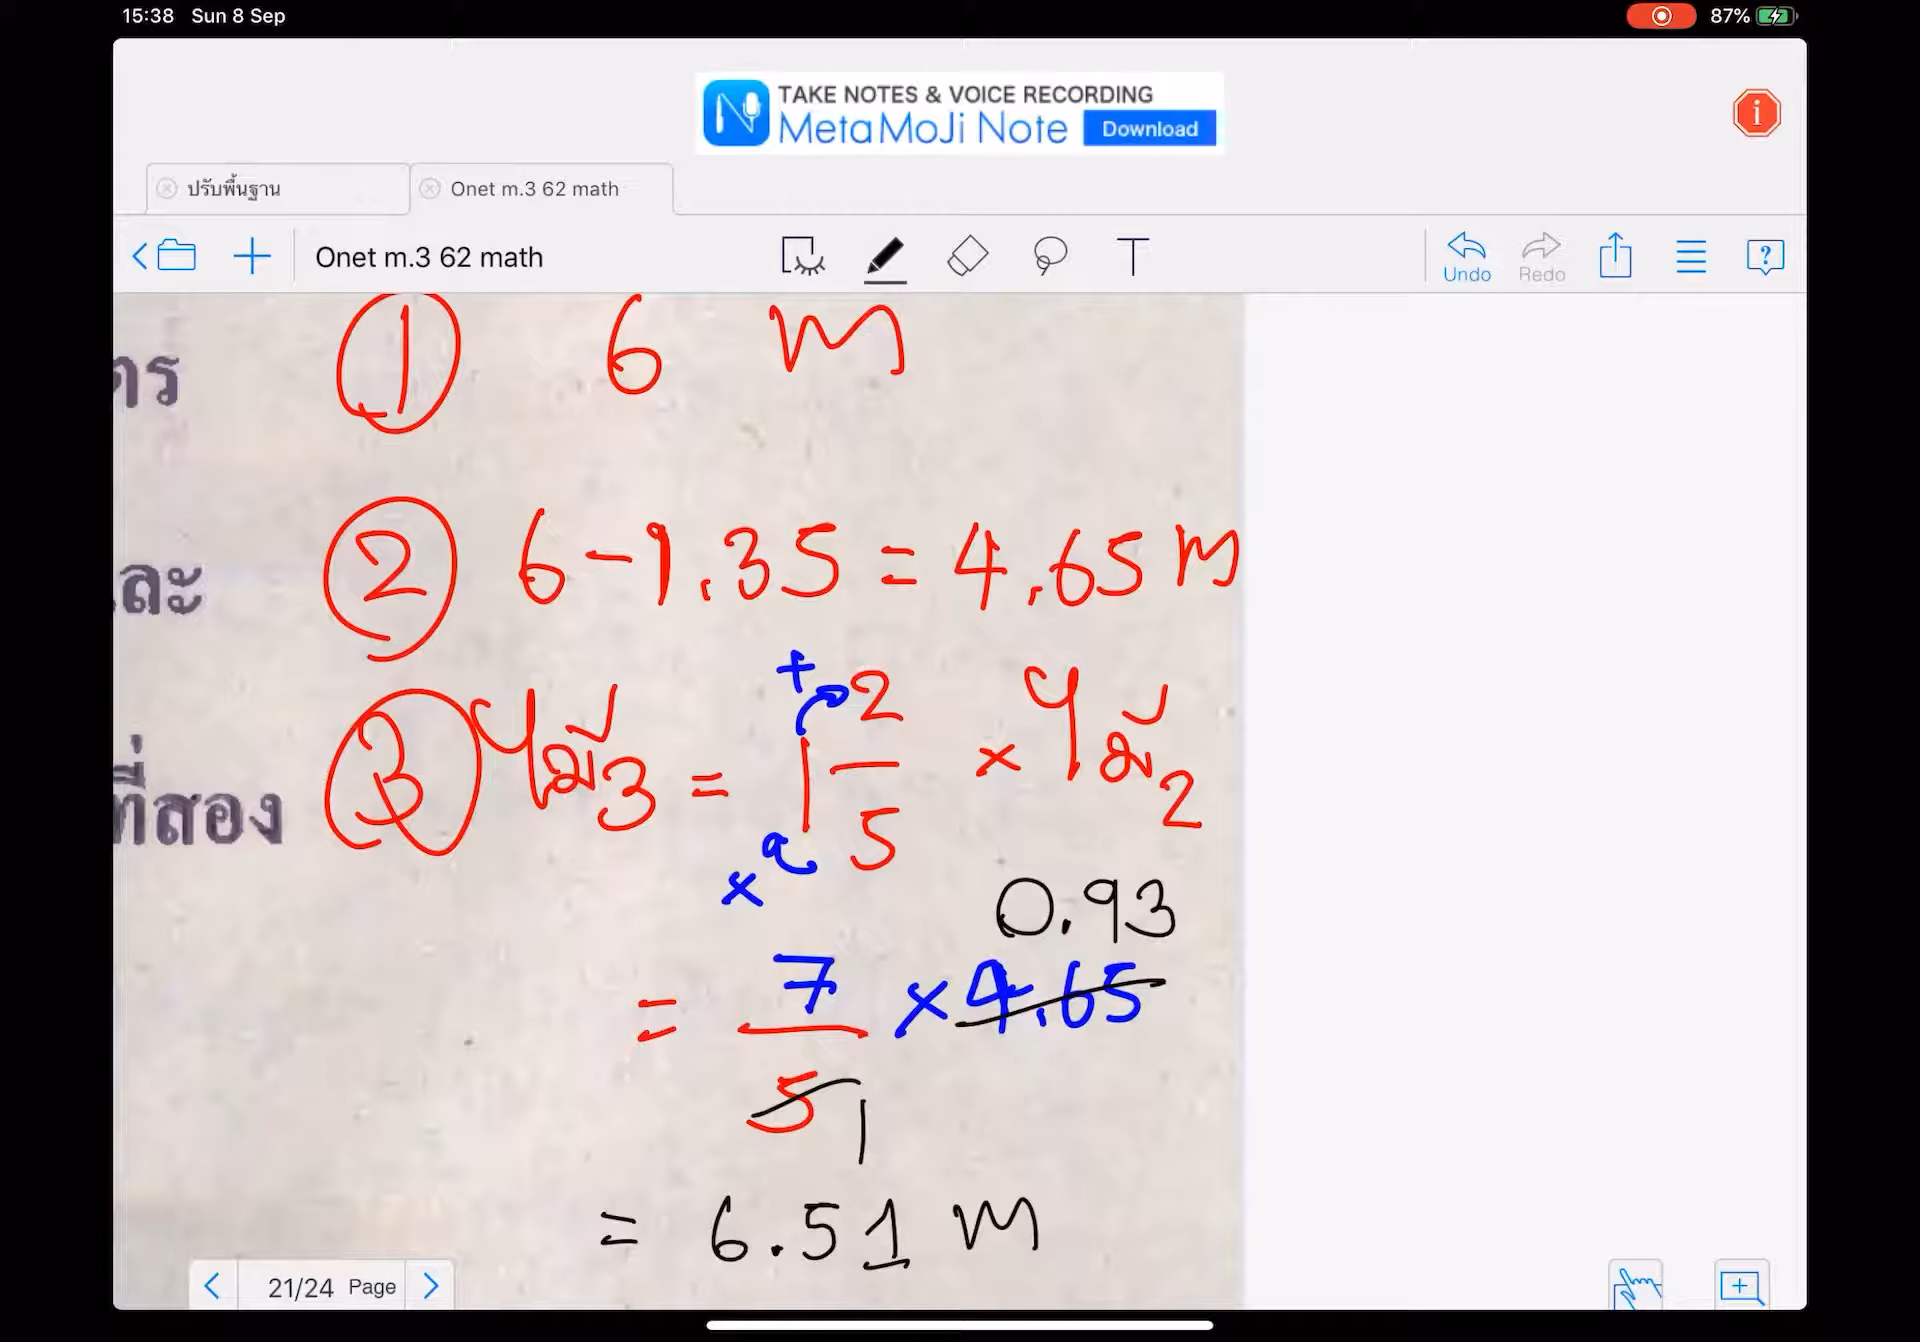 15:38 Sun 8 Sep
87%
TAKE NOTES & VOICE RECORDING
MetaMoJi Note Download
ปรับพื้นฐาน
Onet m.3 62 math
Onet m.3 62 math
Undo
Redo
1 6 m
ตร
2 6-1.35 = 4.65 m
และ
3 ไม้3 = 1 2/5 × ไม้2
+
ที่สอง
×
0.93
= 7/5 × 4.65
1
= 6.51 m
21/24 Page